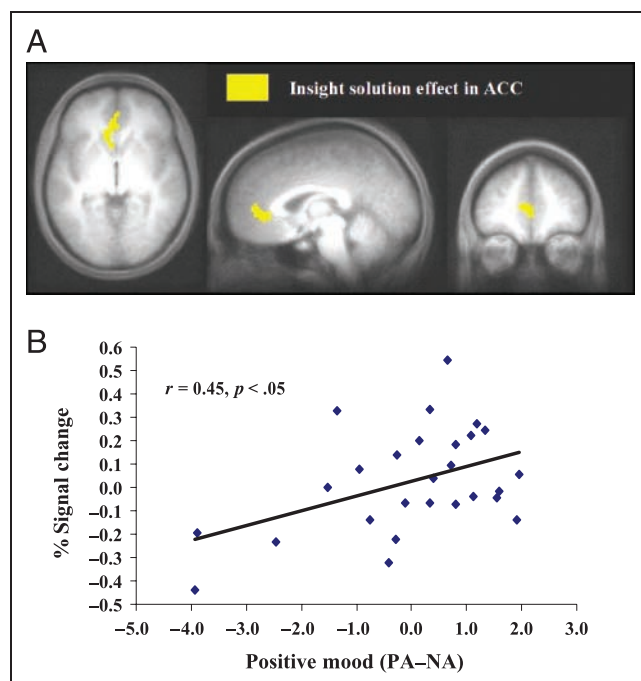 A
Insight solution effect in ACC
B
0.6
0.5
0.4
0.3
0.2
0.1
0.0
−0.1
−0.2
−0.3
−0.4
−0.5
r = 0.45, p < .05
% Signal change
−5.0 −4.0 −3.0 −2.0 −1.0 0.0 1.0 2.0 3.0
Positive mood (PA–NA)